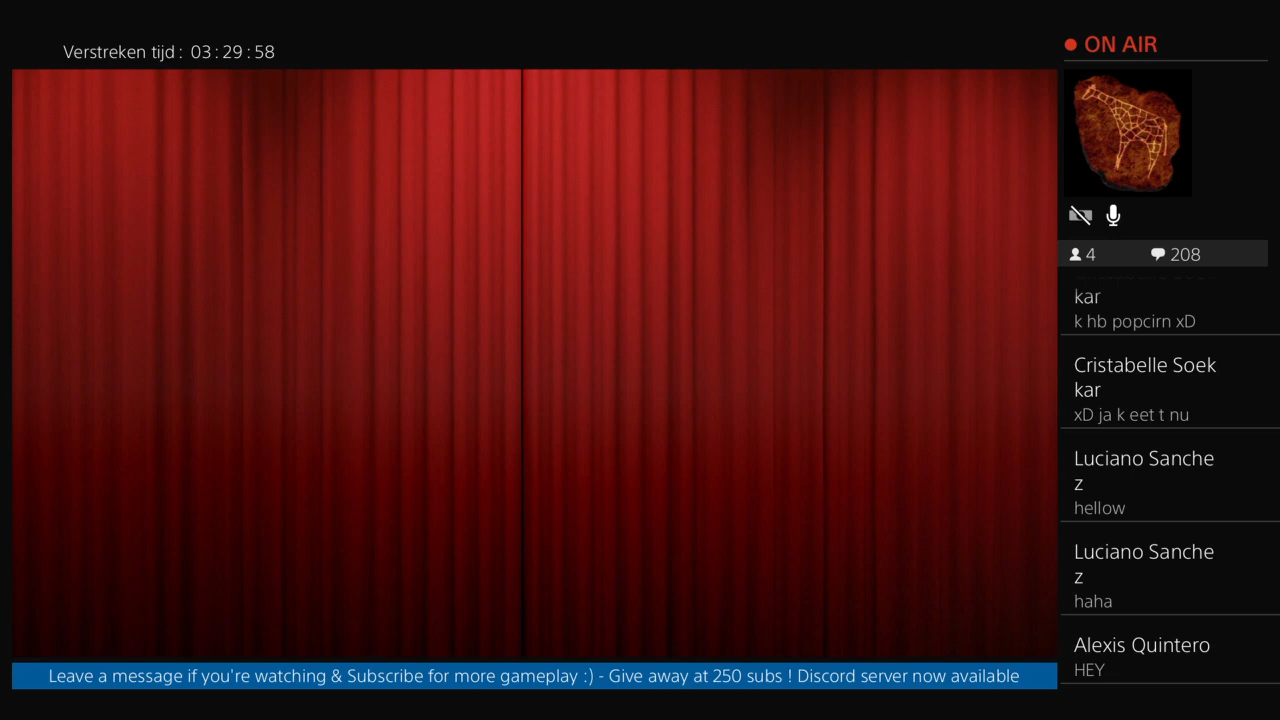 Verstreken tijd : 03 : 29 : 58
ON AIR
4 208
kar
k hb popcirn xD
Cristabelle Soek
kar
xD ja k eet t nu
Luciano Sanche
z
hellow
Luciano Sanche
z
haha
Alexis Quintero
HEY
Leave a message if you're watching & Subscribe for more gameplay :) - Give away at 250 subs ! Discord server now available